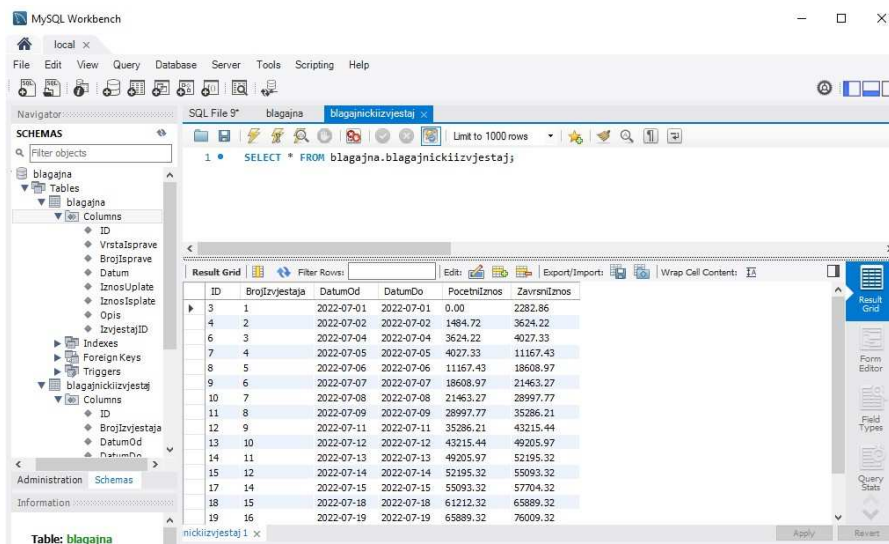 MySQL Workbench
local
File Edit View Query Database Server Tools Scripting Help
Navigator
SQL File 9* blagajna blagajnickiizvjestaj
SCHEMAS
Filter objects
Limit to 1000 rows
1 SELECT * FROM blagajna.blagajnickiizvjestaj;
blagajna
Tables
blagajna
Columns
ID
VrstaIsprave
BrojIsprave
Datum
IznosUplate
IznosIsplate
Opis
IzvjestajID
Indexes
Foreign Keys
Triggers
blagajnickiizvjestaj
Columns
ID
BrojIzvjestaja
DatumOd
DatumDo
Administration Schemas
Information
Table: blagajna
Result Grid Filter Rows: Edit: Export/Import: Wrap Cell Content:
ID BrojIzvjestaja DatumOd DatumDo PocetniIznos ZavrsniIznos
3 1 2022-07-01 2022-07-01 0.00 2282.86
4 2 2022-07-02 2022-07-02 1484.72 3624.22
6 3 2022-07-04 2022-07-04 3624.22 4027.33
7 4 2022-07-05 2022-07-05 4027.33 11167.43
8 5 2022-07-06 2022-07-06 11167.43 18608.97
9 6 2022-07-07 2022-07-07 18608.97 21463.27
10 7 2022-07-08 2022-07-08 21463.27 28997.77
11 8 2022-07-09 2022-07-09 28997.77 35286.21
12 9 2022-07-11 2022-07-11 35286.21 43215.44
13 10 2022-07-12 2022-07-12 43215.44 49205.97
14 11 2022-07-13 2022-07-13 49205.97 52195.32
15 12 2022-07-14 2022-07-14 52195.32 55093.32
17 14 2022-07-15 2022-07-15 55093.32 57704.32
18 15 2022-07-18 2022-07-18 61212.32 65889.32
19 16 2022-07-19 2022-07-19 65889.32 76009.32
nickiizvjestaj 1
Result
Grid
Form
Editor
Field
Types
Query
Stats
Apply Revert